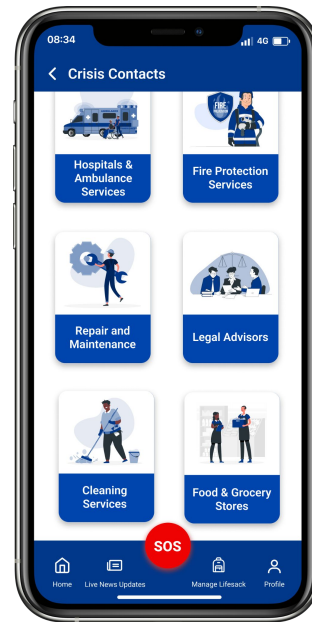 08:34
4G
Crisis Contacts
FIRE
Hospitals &
Ambulance
Services
Fire Protection
Services
Repair and
Maintenance
Legal Advisors
Cleaning
Services
Food & Grocery
Stores
SOS
Home
Live News Updates
Manage Lifesack
Profile